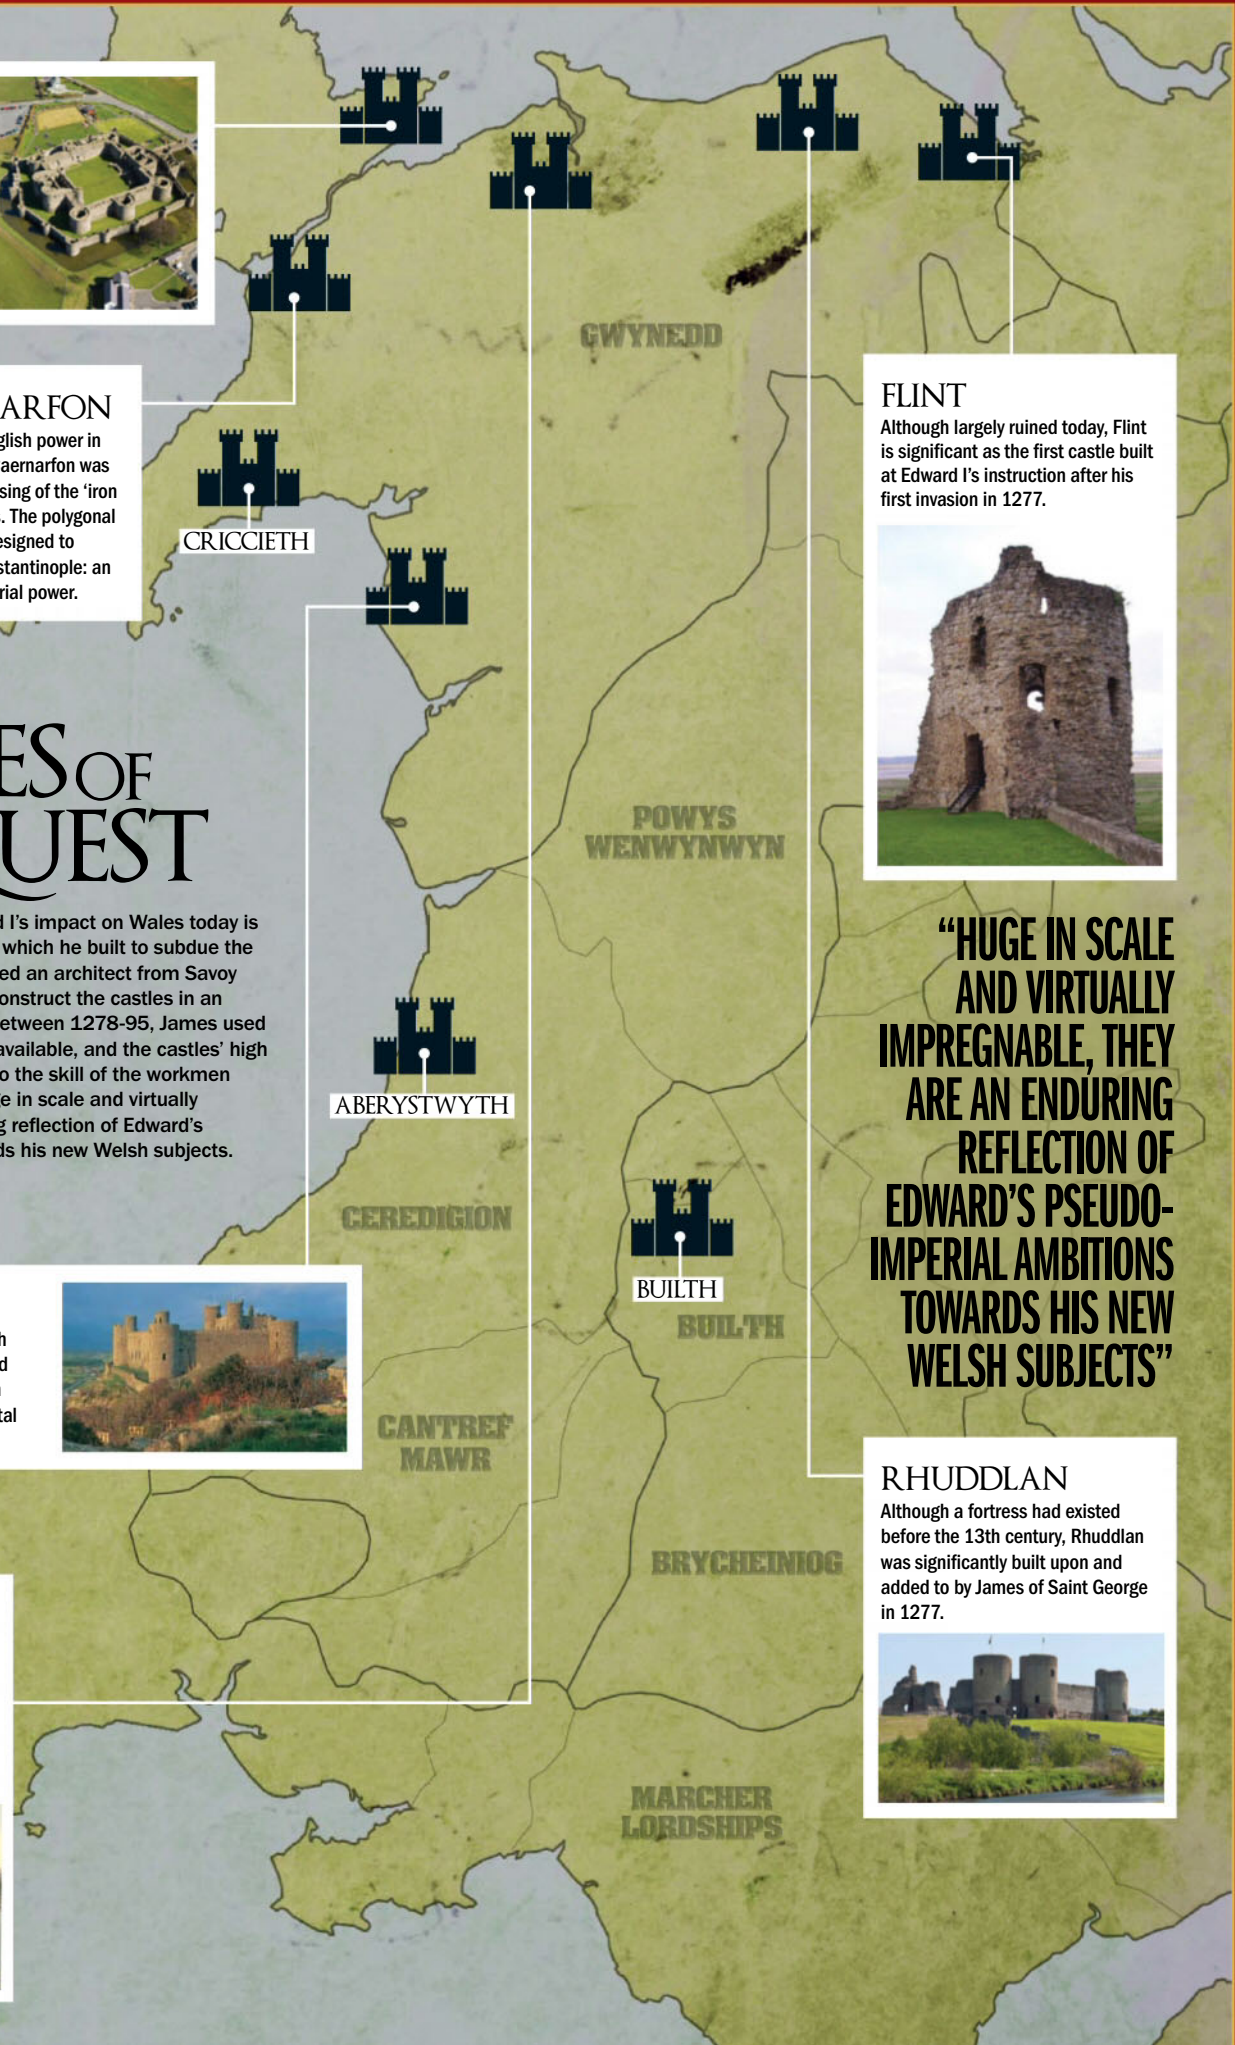 GWYNEDD
ARFON
glish power in
aernarfon was
sing of the ‘iron
. The polygonal
esigned to
stantinople: an
rial power.
FLINT
Although largely ruined today, Flint
is significant as the first castle built
at Edward I’s instruction after his
first invasion in 1277.
CRICCIETH
ES OF
QUEST
d I’s impact on Wales today is
which he built to subdue the
ed an architect from Savoy
onstruct the castles in an
etween 1278-95, James used
available, and the castles’ high
o the skill of the workmen
e in scale and virtually
g reflection of Edward’s
ds his new Welsh subjects.
POWYS
WENWYNWYN
“HUGE IN SCALE
AND VIRTUALLY
IMPREGNABLE, THEY
ARE AN ENDURING
REFLECTION OF
EDWARD’S PSEUDO-
IMPERIAL AMBITIONS
TOWARDS HIS NEW
WELSH SUBJECTS”
ABERYSTWYTH
CEREDIGION
BUILTH
BUILTH
h
d
tal
CANTREF
MAWR
BRYCHEINIOG
RHUDDLAN
Although a fortress had existed
before the 13th century, Rhuddlan
was significantly built upon and
added to by James of Saint George
in 1277.
MARCHER
LORDSHIPS